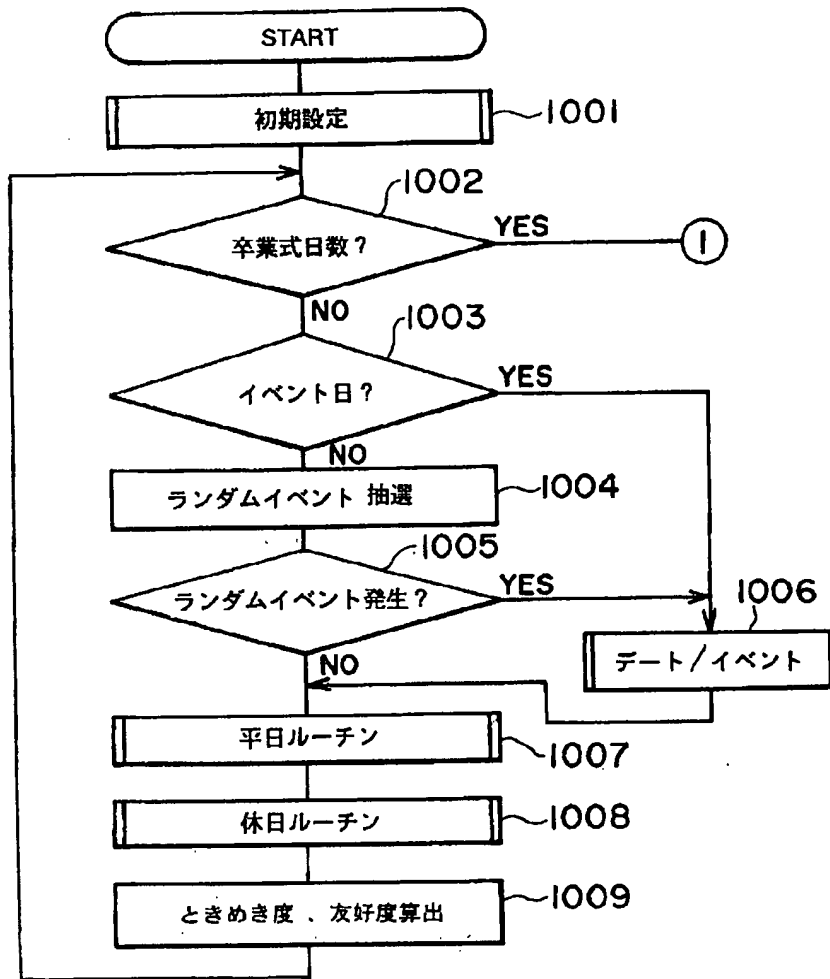 START
初期設定
1001
1002
卒業式日数?
YES
1
NO
1003
イベント日?
YES
NO
ランダムイベント 抽選
1004
1005
ランダムイベント発生?
YES
1006
デート/イベント
NO
平日ルーチン
1007
休日ルーチン
1008
ときめき度 、友好度算出
1009